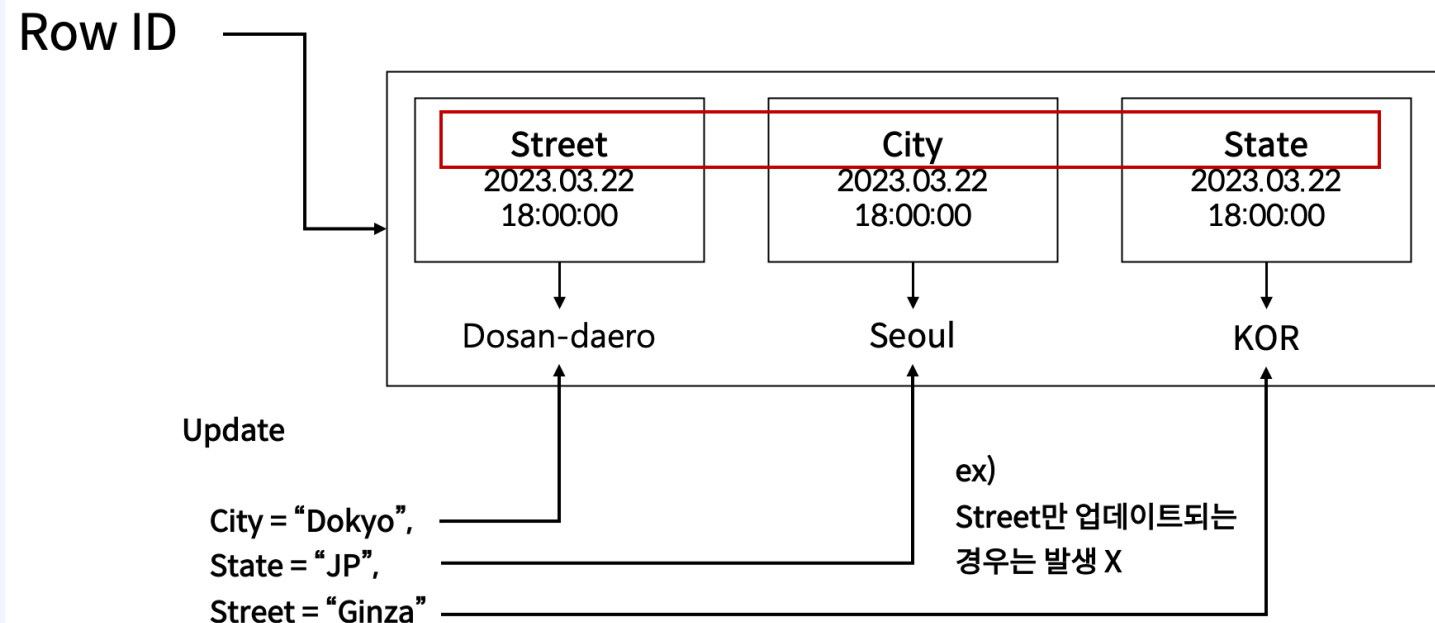 Row ID
Street
2023.03.22
18:00:00
City
2023.03.22
18:00:00
State
2023.03.22
18:00:00
Dosan-daero
Seoul
KOR
Update
City = “Dokyo”,
State = “JP”,
Street = “Ginza”
ex)
Street만 업데이트되는
경우는 발생 X